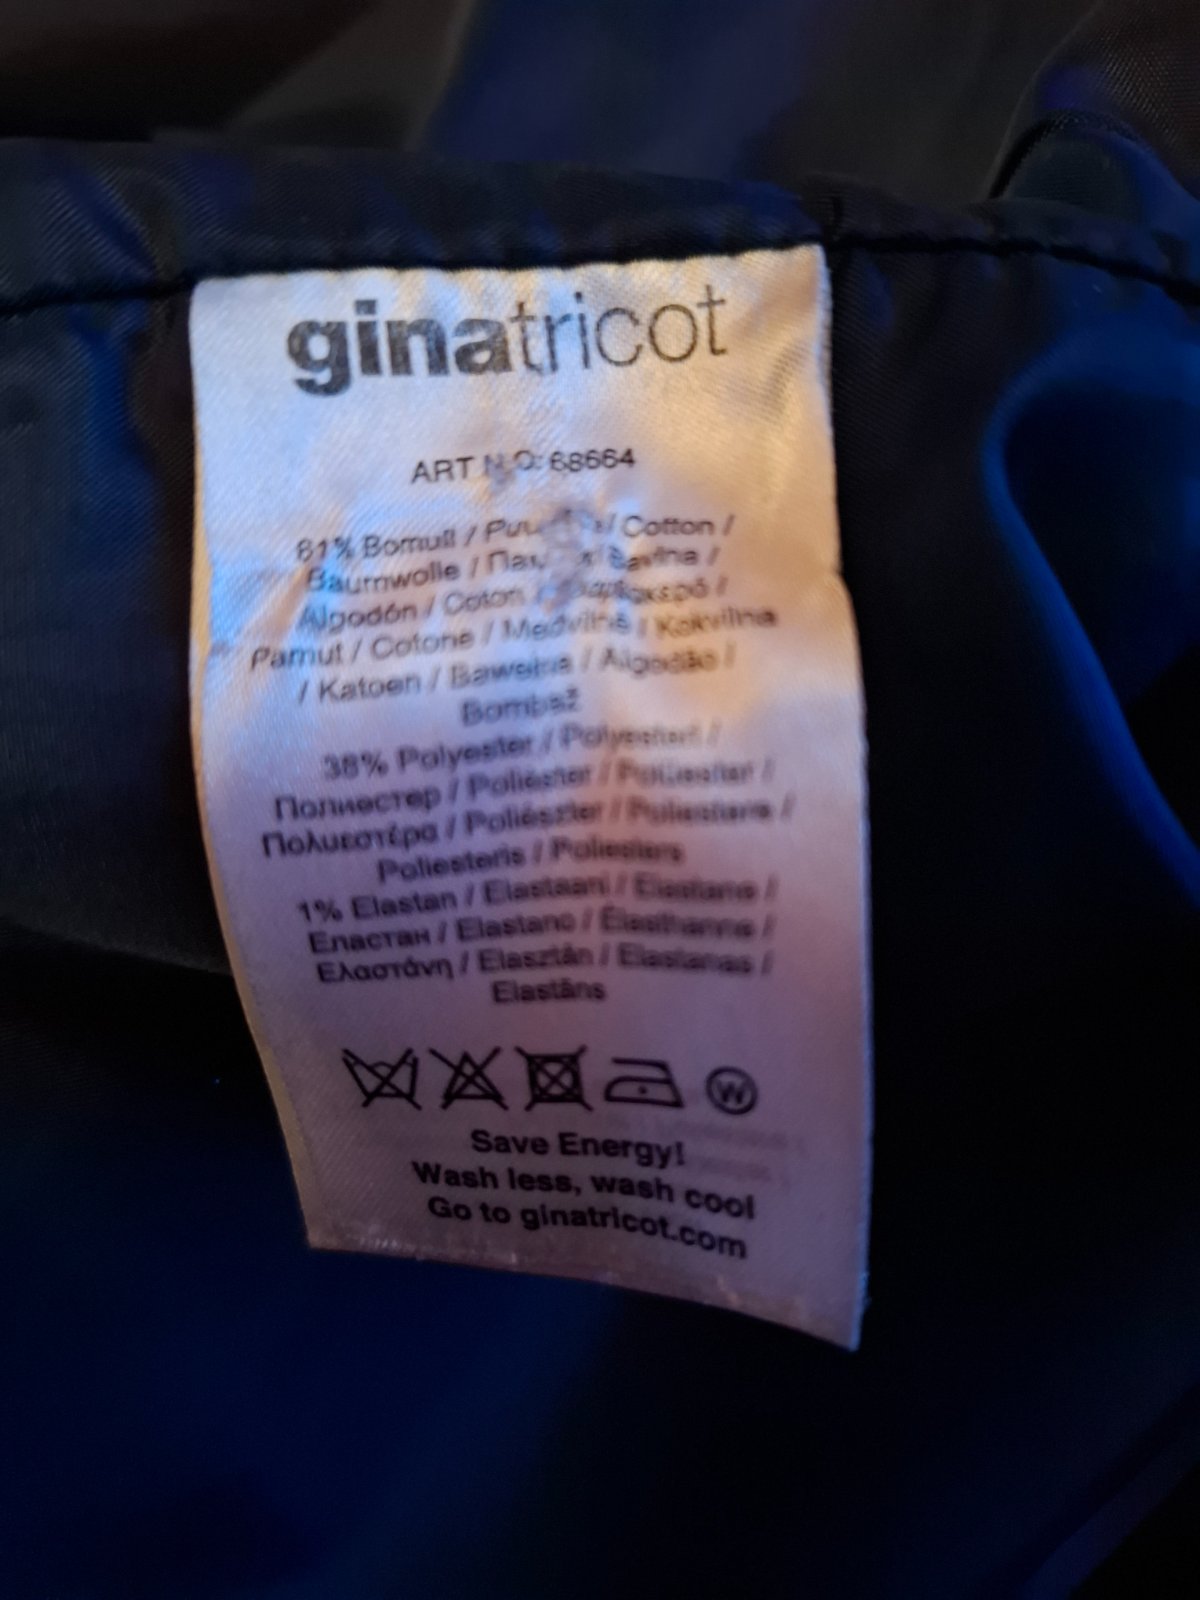 ginatricot
ART N.O: 68664
61% Bomull / / Cotton /
Baumwolle / / Bavlna /
Algodón / Coton / Βαμβακερό /
Pamut / Cotone / Medvilnė / Kokvilna
/ Katoen / Bawełna / Algodão /
Bombaž
38% Polyester / Polyesteri /
Полиестер / Poliéster / Polüester /
Πολυεστέρα / Poliészter / Poliestere /
Poliesteris / Poliesters
1% Elastan / Elastaani / Elastane /
Еластан / Elastano / Élasthanne /
Ελαστάνη / Elasztán / Elastanas /
Elastāns
W
Save Energy!
Wash less, wash cool
Go to ginatricot.com